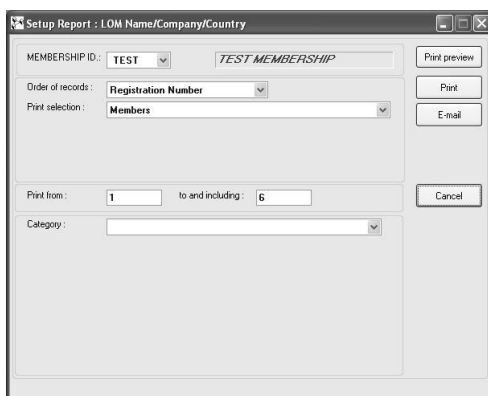 Setup Report : LOM Name/Company/Country
MEMBERSHIP ID.: TEST TEST MEMBERSHIP Print preview
Order of records : Registration Number Print
Print selection : Members E-mail
Print from : 1 to and including : 6 Cancel
Category :